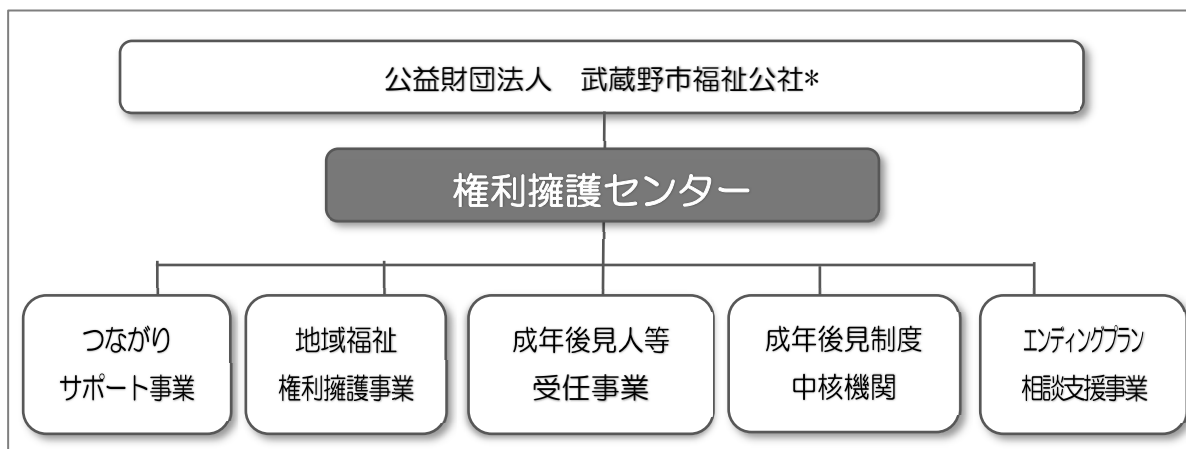 公益財団法人　武蔵野市福祉公社*
権利擁護センター
つながり
サポート事業
地域福祉
権利擁護事業
成年後見人等
受任事業
成年後見制度
中核機関
エンディングプラン
相談支援事業